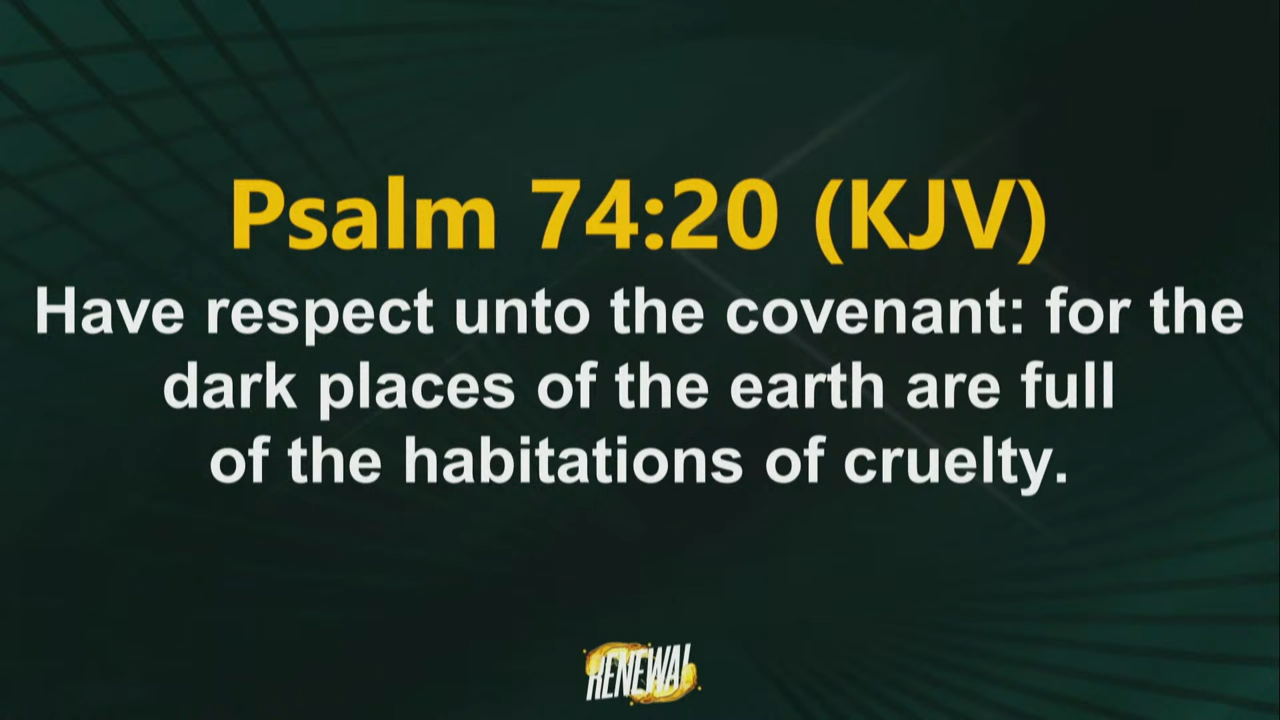 Psalm 74:20 (KJV)
Have respect unto the covenant: for the
dark places of the earth are full
of the habitations of cruelty.
RENEWAL